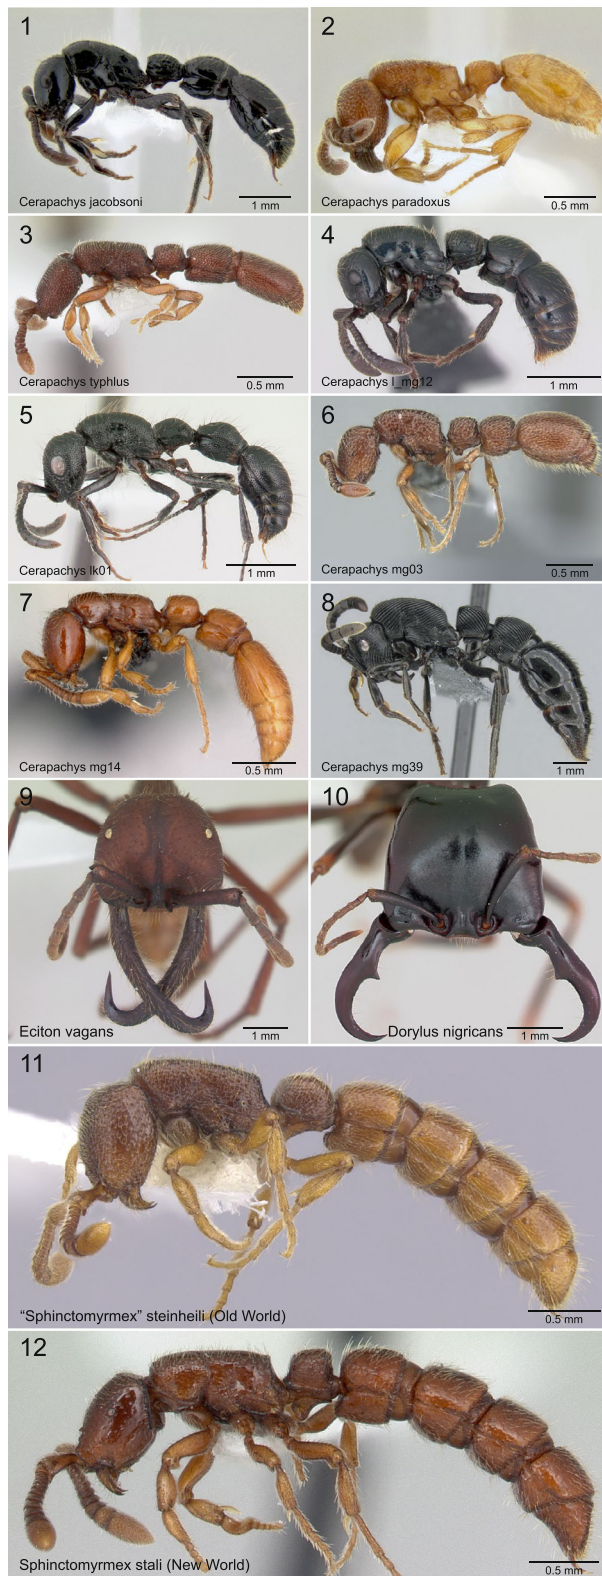 1
Cerapachys jacobsoni
1 mm
2
Cerapachys paradoxus
0.5 mm
3
Cerapachys typhlus
0.5 mm
4
Cerapachys l_mg12
1 mm
5
Cerapachys lk01
1 mm
6
Cerapachys mg03
0.5 mm
7
Cerapachys mg14
0.5 mm
8
Cerapachys mg39
1 mm
9
Eciton vagans
1 mm
10
Dorylus nigricans
1 mm
11
“Sphinctomyrmex” steinheili (Old World)
0.5 mm
12
Sphinctomyrmex stali (New World)
0.5 mm